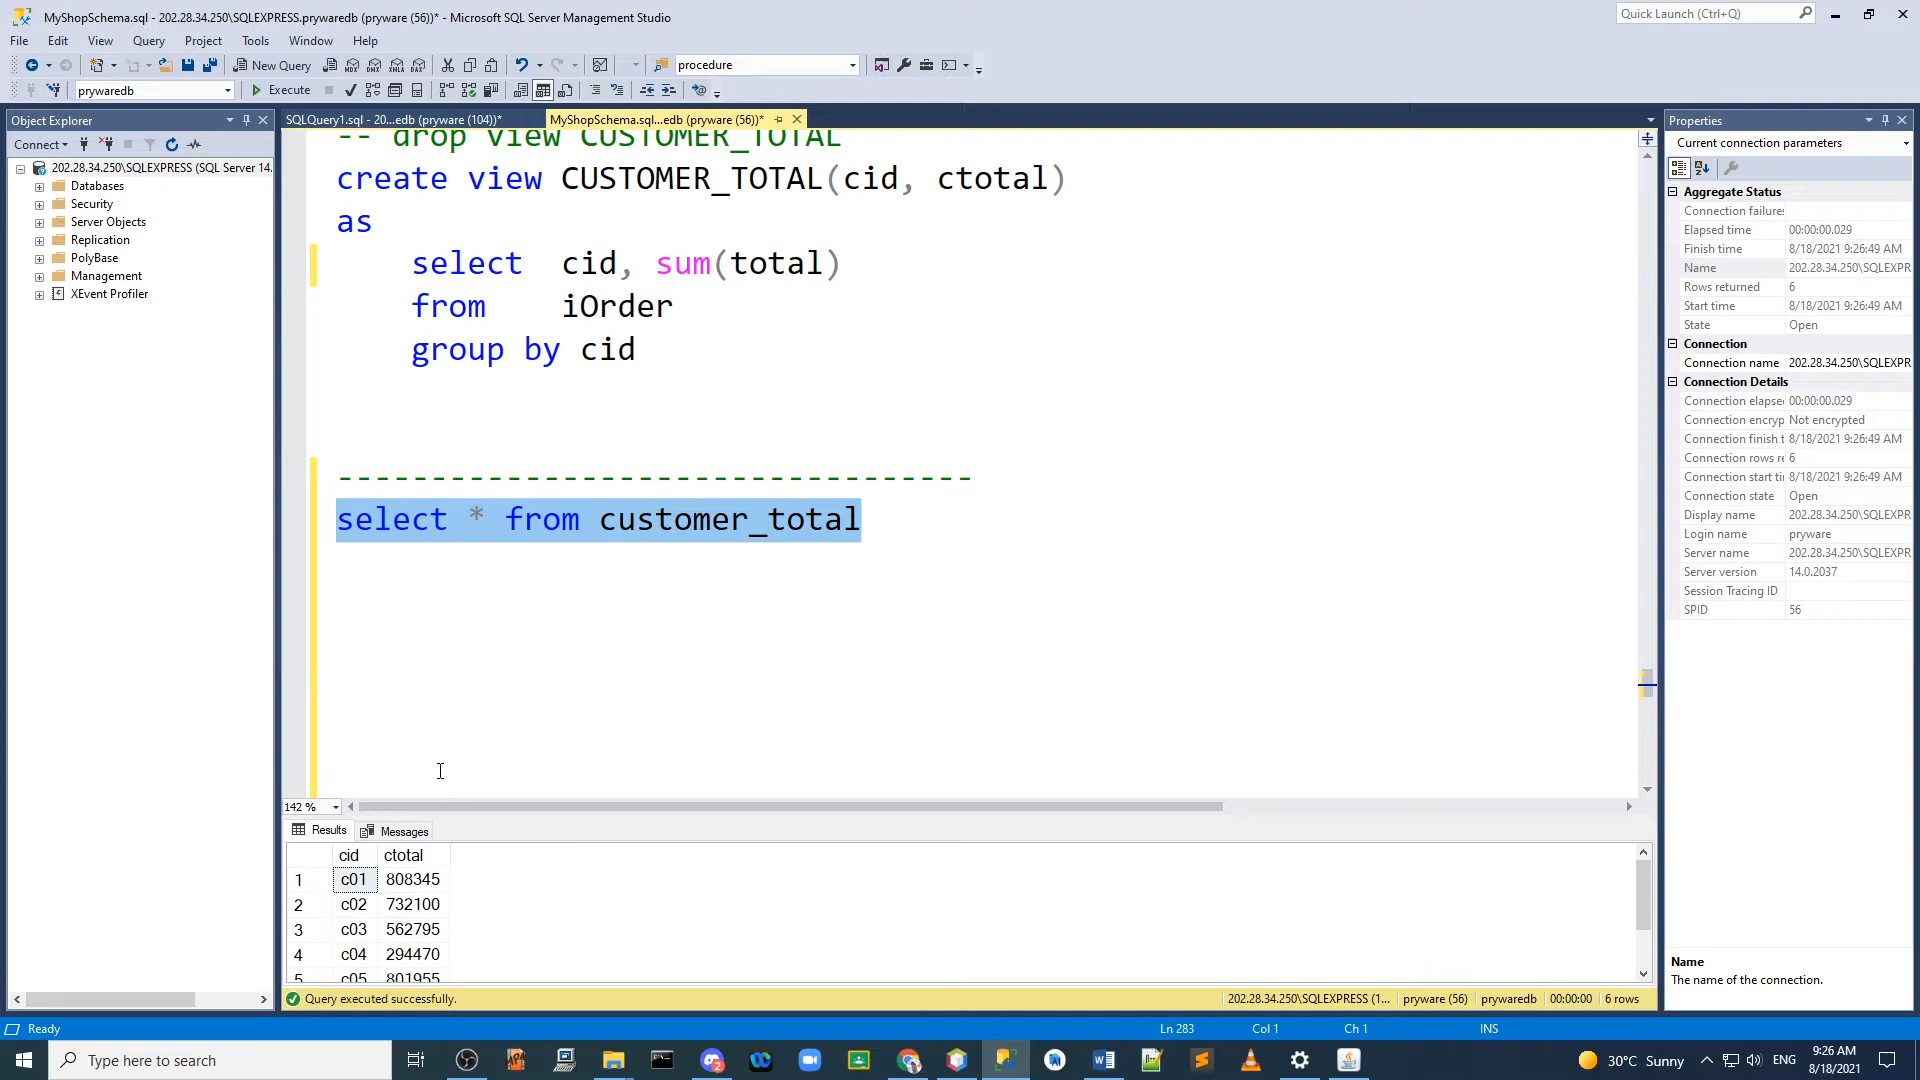 MyShopSchema.sql - 202.28.34.250\SQLEXPRESS.prywaredb (pryware (56))* - Microsoft SQL Server Management Studio
Quick Launch (Ctrl+Q)
File Edit View Query Project Tools Window Help
New Query
procedure
prywaredb
Execute
Object Explorer
SQLQuery1.sql - 20...edb (pryware (104))*
MyShopSchema.sql...edb (pryware (56))*
Properties
Connect
Current connection parameters
202.28.34.250\SQLEXPRESS (SQL Server 14.
Databases
Security
Server Objects
Replication
PolyBase
Management
XEvent Profiler
-- drop view CUSTOMER_TOTAL
create view CUSTOMER_TOTAL(cid, ctotal)
as
select cid, sum(total)
from iOrder
group by cid
----------------------------------
select * from customer_total
142 %
Results Messages
cid ctotal
1 c01 808345
2 c02 732100
3 c03 562795
4 c04 294470
5 c05 801955
Query executed successfully.
202.28.34.250\SQLEXPRESS (1... pryware (56) prywaredb 00:00:00 6 rows
Aggregate Status
Connection failures
Elapsed time 00:00:00.029
Finish time 8/18/2021 9:26:49 AM
Name 202.28.34.250\SQLEXPR
Rows returned 6
Start time 8/18/2021 9:26:49 AM
State Open
Connection
Connection name 202.28.34.250\SQLEXPR
Connection Details
Connection elapse 00:00:00.029
Connection encryp Not encrypted
Connection finish t 8/18/2021 9:26:49 AM
Connection rows re 6
Connection start ti 8/18/2021 9:26:49 AM
Connection state Open
Display name 202.28.34.250\SQLEXPR
Login name pryware
Server name 202.28.34.250\SQLEXPR
Server version 14.0.2037
Session Tracing ID
SPID 56
Name
The name of the connection.
Ready
Ln 283 Col 1 Ch 1 INS
Type here to search
30°C Sunny
ENG
9:26 AM
8/18/2021